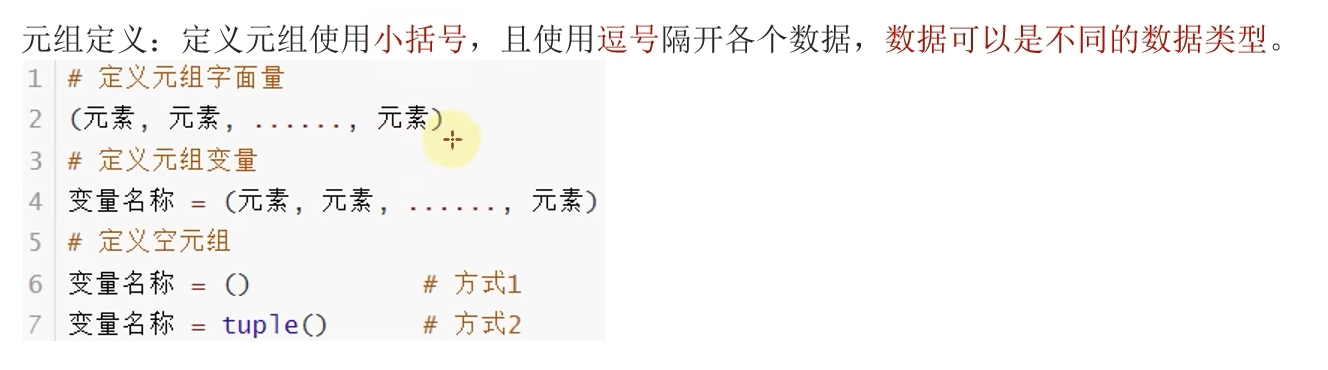 元组定义：定义元组使用小括号，且使用逗号隔开各个数据，数据可以是不同的数据类型。
1 # 定义元组字面量
2 (元素, 元素, ......, 元素)
3 # 定义元组变量
4 变量名称 = (元素, 元素, ......, 元素)
5 # 定义空元组
6 变量名称 = () # 方式1
7 变量名称 = tuple() # 方式2